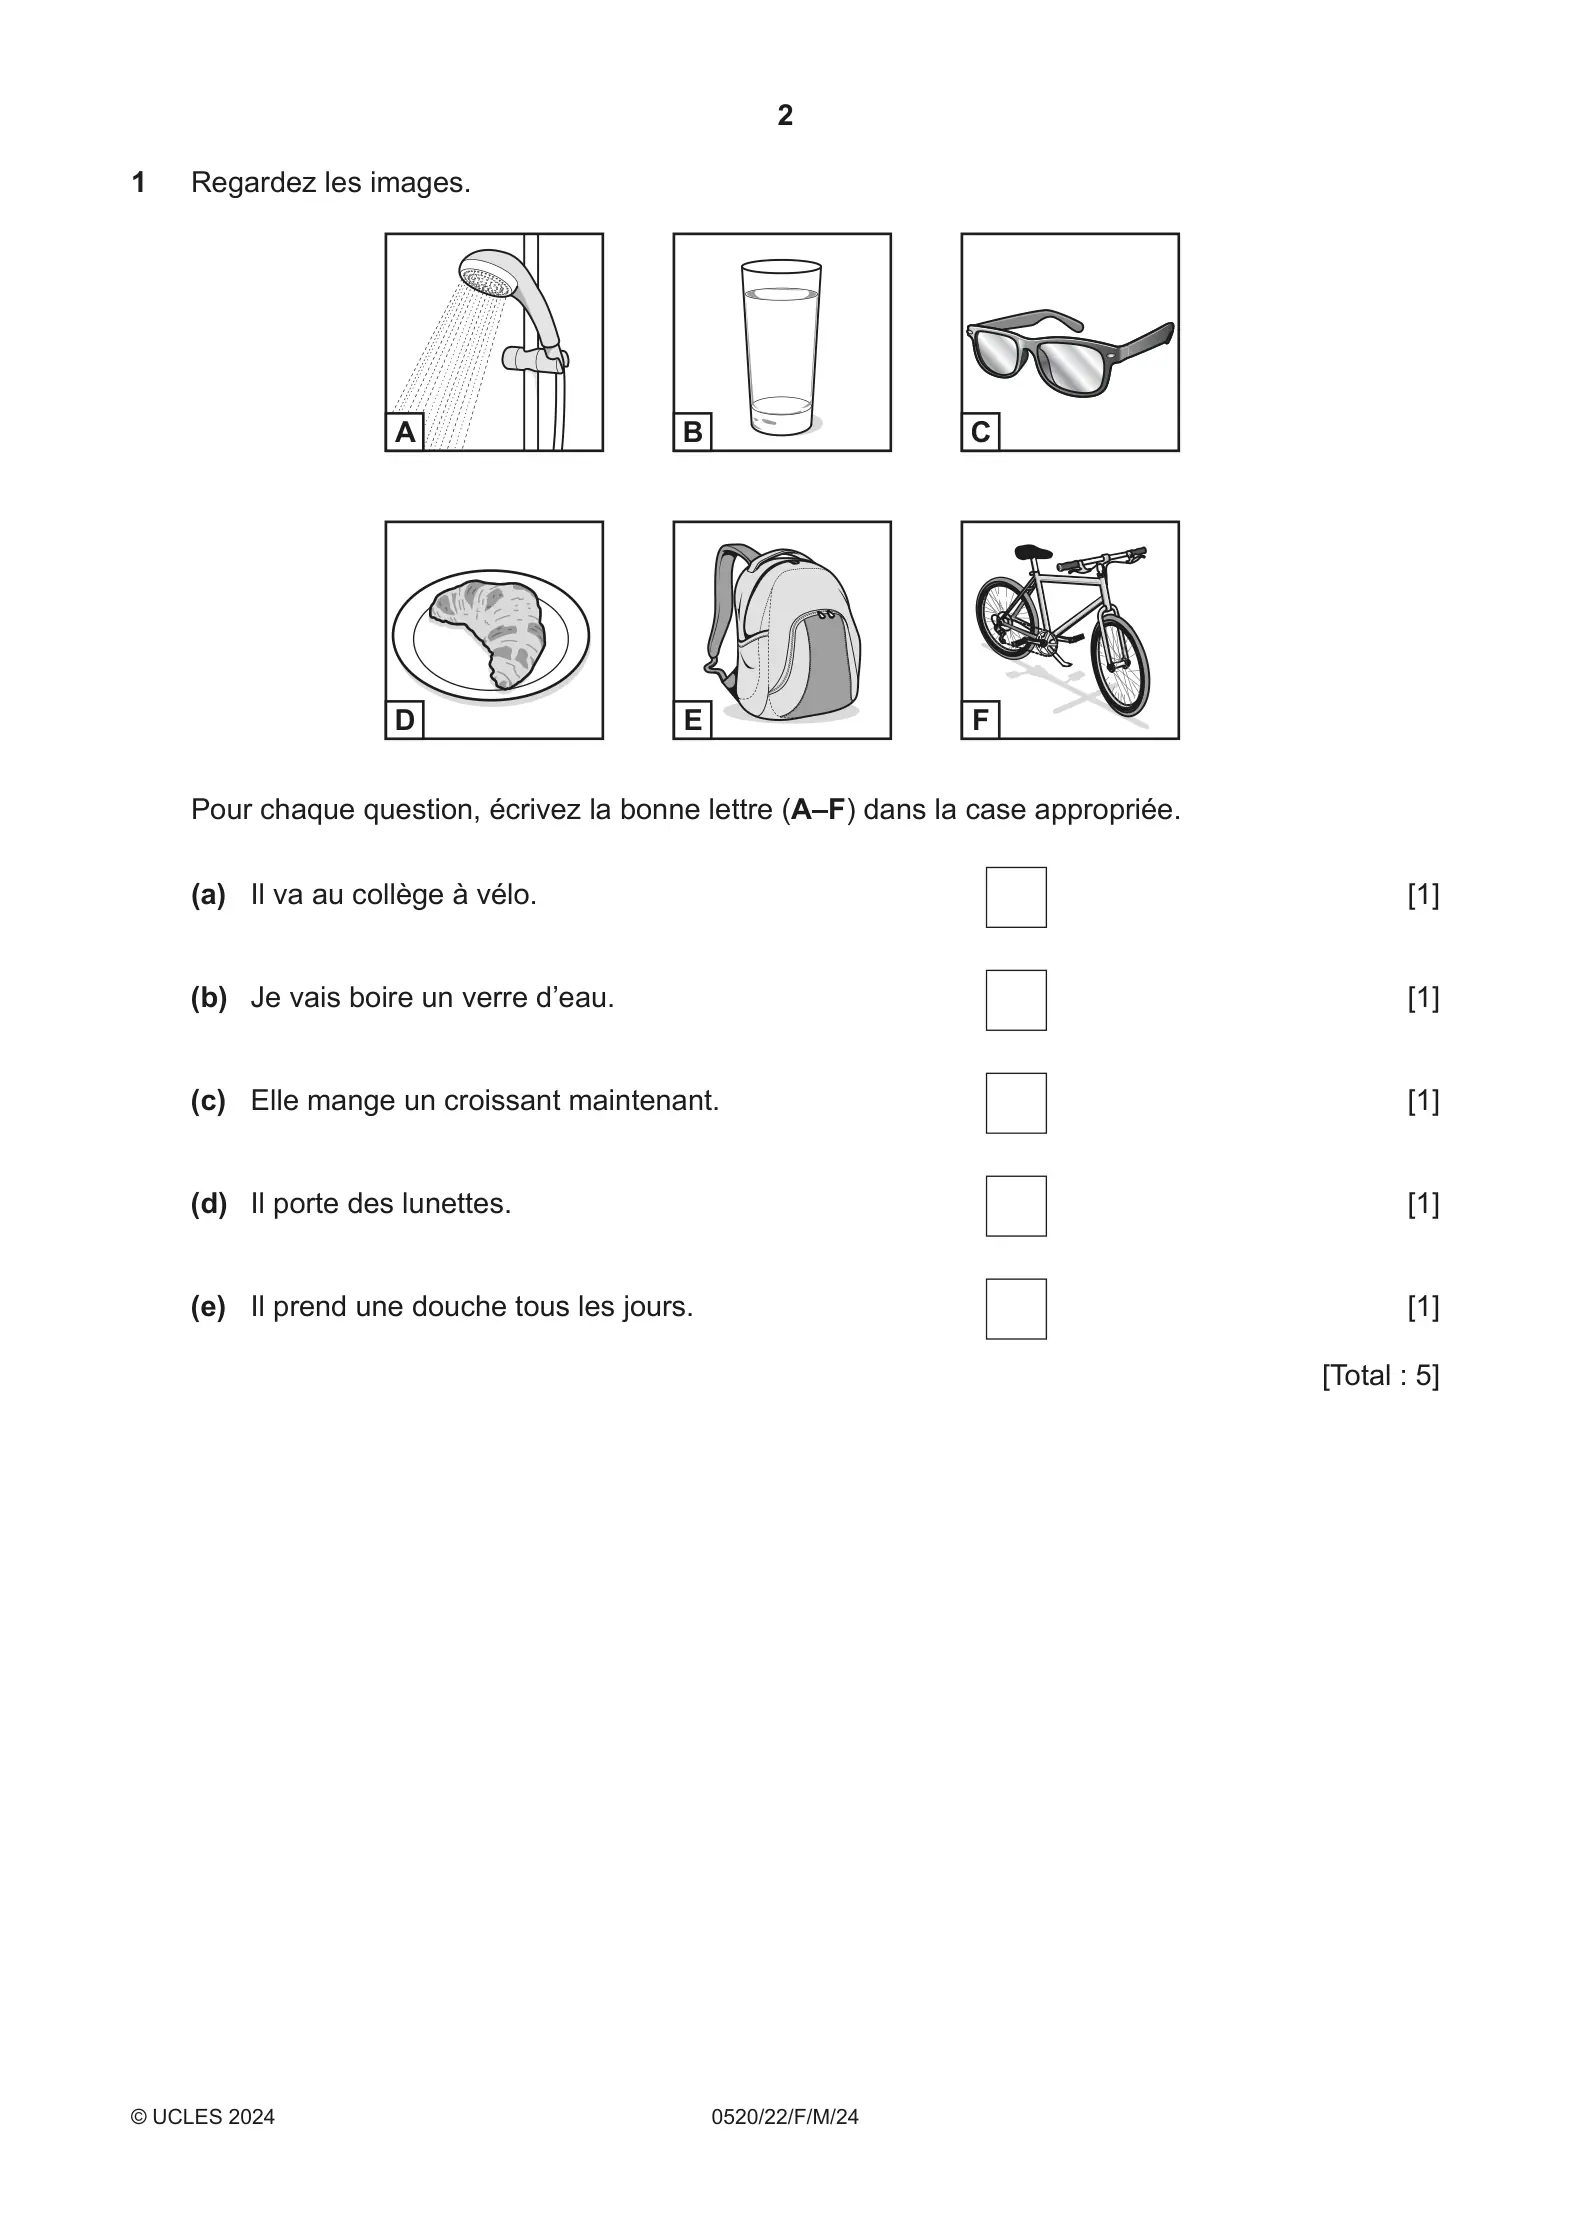 2
1 Regardez les images.
A B C
D E F
Pour chaque question, écrivez la bonne lettre (A–F) dans la case appropriée.
(a) Il va au collège à vélo. [1]
(b) Je vais boire un verre d’eau. [1]
(c) Elle mange un croissant maintenant. [1]
(d) Il porte des lunettes. [1]
(e) Il prend une douche tous les jours. [1]
[Total : 5]
© UCLES 2024 0520/22/F/M/24